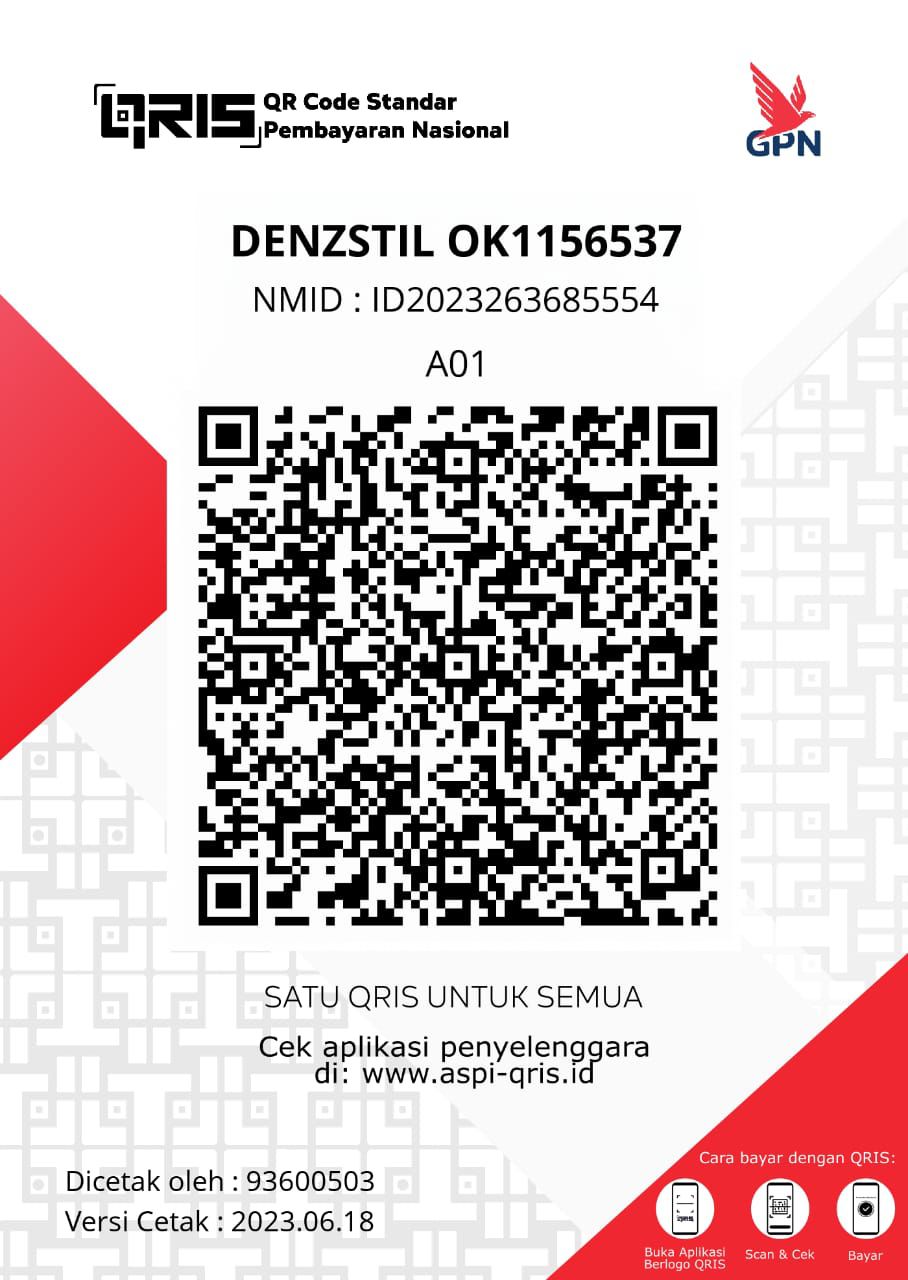 QRIS QR Code Standar
Pembayaran Nasional
GPN
DENZSTIL OK1156537
NMID : ID2023263685554
A01
SATU QRIS UNTUK SEMUA
Cek aplikasi penyelenggara
di: www.aspi-qris.id
Dicetak oleh : 93600503
Versi Cetak : 2023.06.18
Cara bayar dengan QRIS:
Buka Aplikasi
Berlogo QRIS
Scan & Cek
Bayar